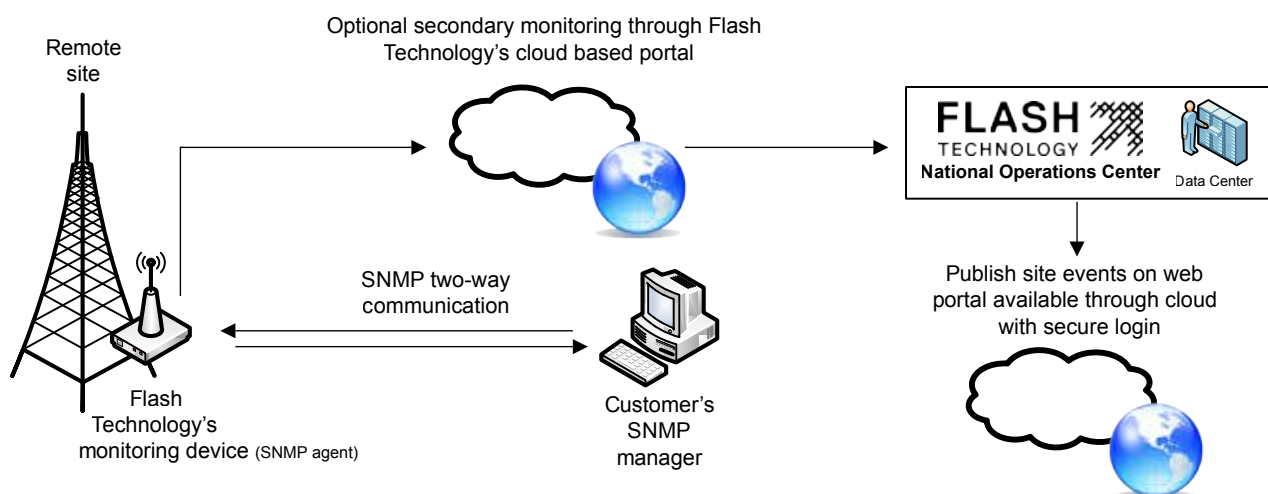 Optional secondary monitoring through Flash
Technology's cloud based portal
Remote
site
FLASH
TECHNOLOGY
National Operations Center
Data Center
SNMP two-way
communication
Publish site events on web
portal available through cloud
with secure login
Flash
Technology's
monitoring device (SNMP agent)
Customer's
SNMP
manager